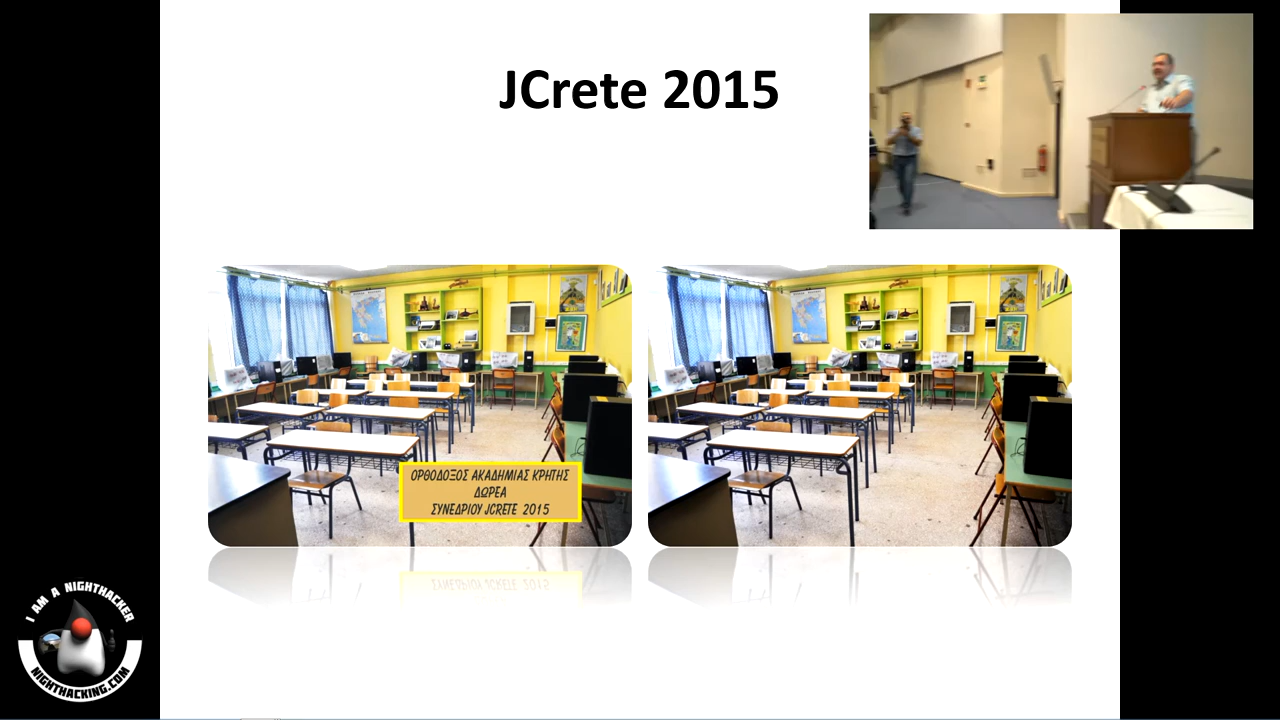 JCrete 2015
ΟΡΘΟΔΟΞΟΣ ΑΚΑΔΗΜΙΑΣ ΚΡΗΤΗΣ
ΔΩΡΕΑ
ΣΥΝΕΔΡΙΟΥ JCRETE 2015
I AM A NIGHTHACKER
NIGHTHACKING.COM